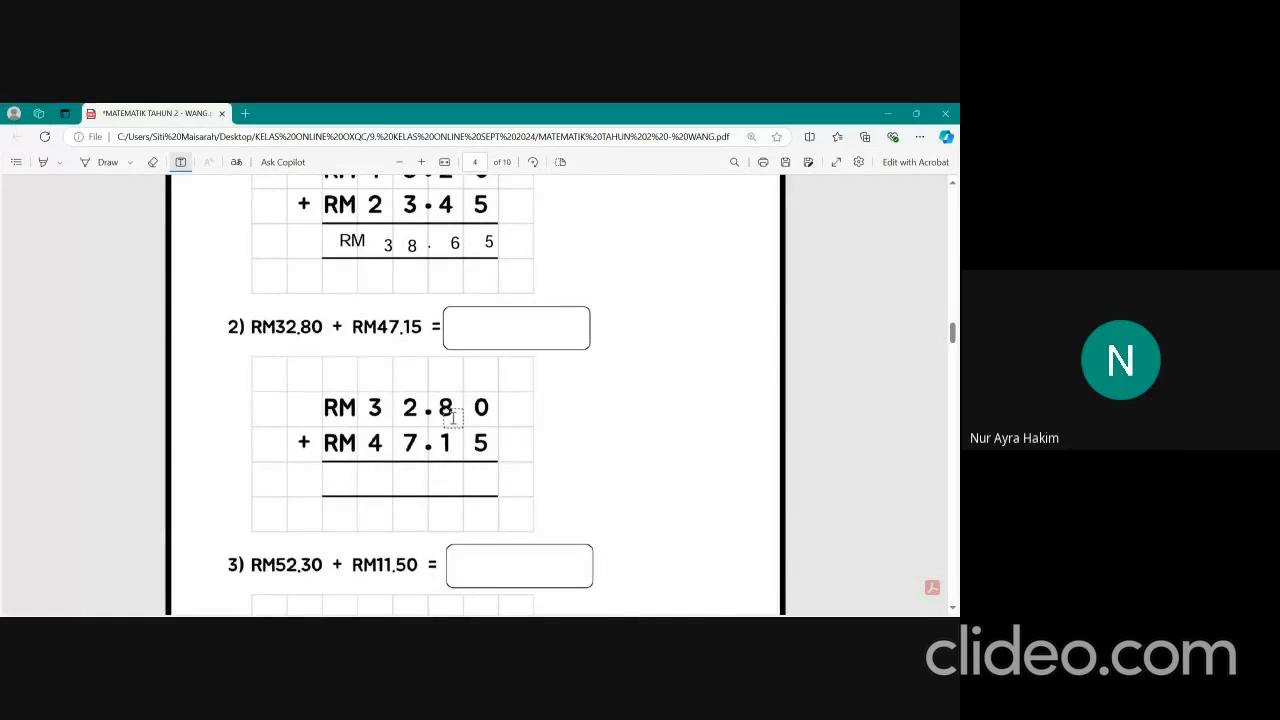 *MATEMATIK TAHUN 2 - WANG.
File C:/Users/Siti%20Maisarah/Desktop/KELAS%20ONLINE%20OXQC/9.%20KELAS%20ONLINE%20SEPT%202024/MATEMATIK%20TAHUN%202%20-%20WANG.pdf
Draw Ask Copilot 4 of 10 Edit with Acrobat
+ RM 2 3.4 5
RM 3 8 . 6 5
2) RM32.80 + RM47.15 =
RM 3 2.8 0
+ RM 4 7.1 5
3) RM52.30 + RM11.50 =
N
Nur Ayra Hakim
clideo.com